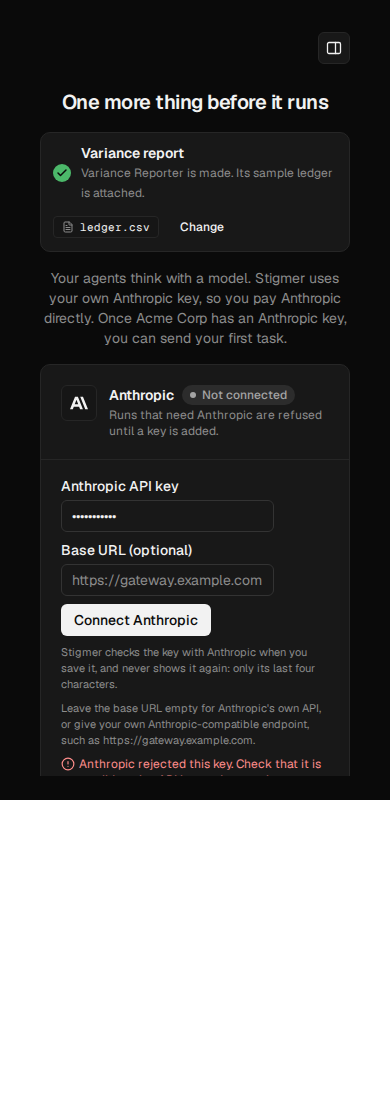 One more thing before it runs
Variance report
Variance Reporter is made. Its sample ledger
is attached.
ledger.csv
Change
Your agents think with a model. Stigmer uses
your own Anthropic key, so you pay Anthropic
directly. Once Acme Corp has an Anthropic key,
you can send your first task.
Anthropic
Not connected
Runs that need Anthropic are refused
until a key is added.
Anthropic API key
•••••••••••
Base URL (optional)
https://gateway.example.com
Connect Anthropic
Stigmer checks the key with Anthropic when you
save it, and never shows it again: only its last four
characters.
Leave the base URL empty for Anthropic's own API,
or give your own Anthropic-compatible endpoint,
such as https://gateway.example.com.
Anthropic rejected this key. Check that it is